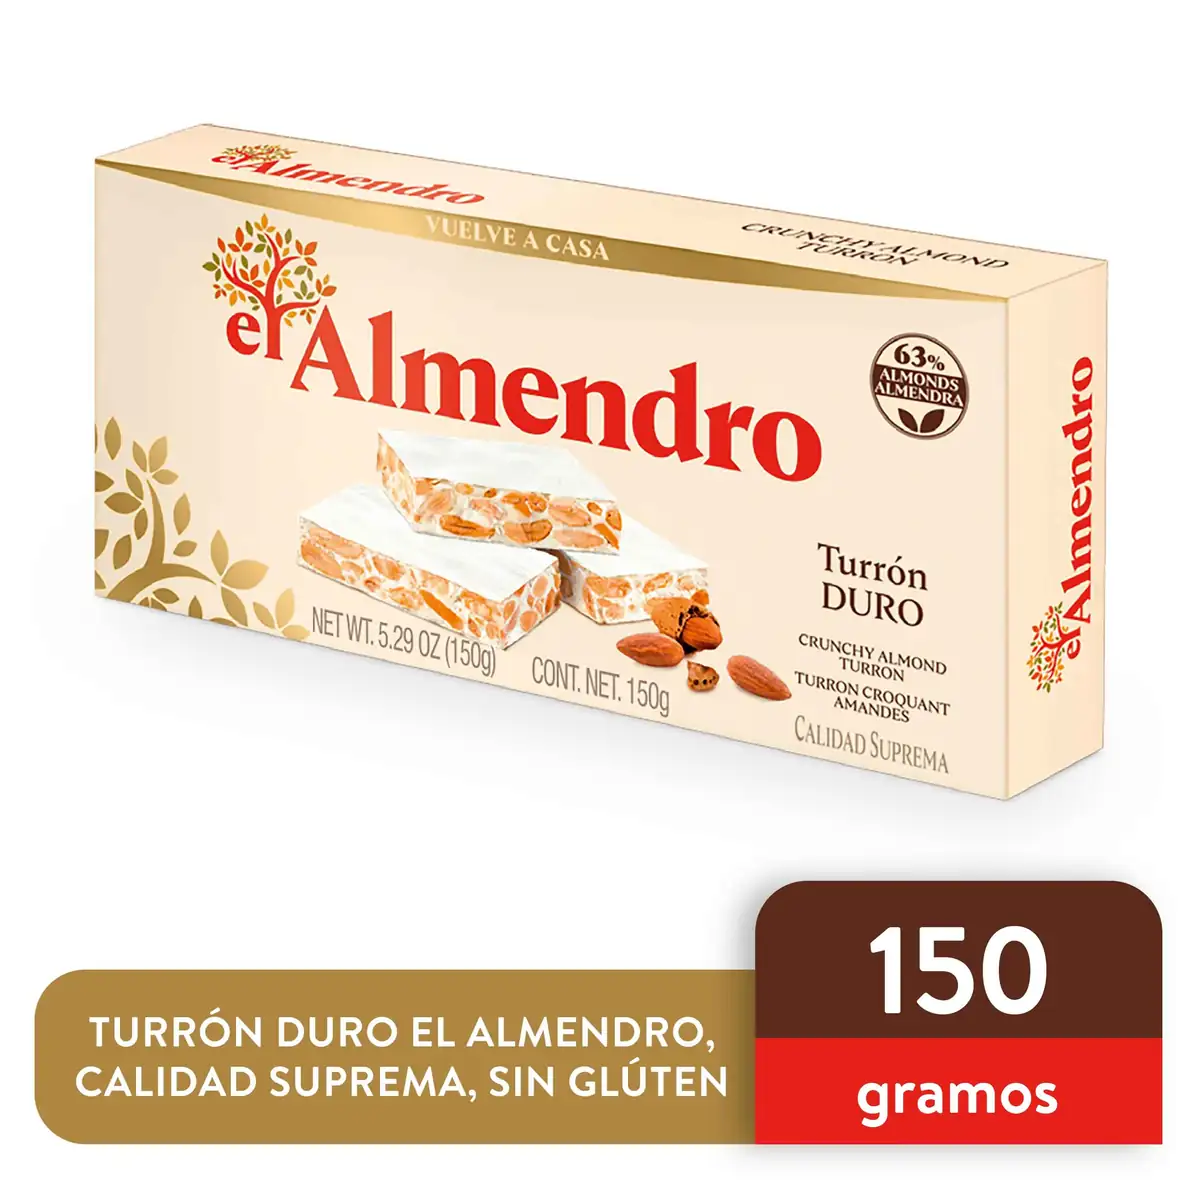 el Almendro
CRUNCHY ALMOND
TURRÓN
VUELVE A CASA
el Almendro
63%
ALMONDS
ALMENDRA
el Almendro
Turrón
DURO
CRUNCHY ALMOND
TURRON
TURRON CROQUANT
AMANDES
CALIDAD SUPREMA
NET WT. 5.29 OZ (150g)
CONT. NET. 150g
150
gramos
TURRÓN DURO EL ALMENDRO,
CALIDAD SUPREMA, SIN GLÚTEN